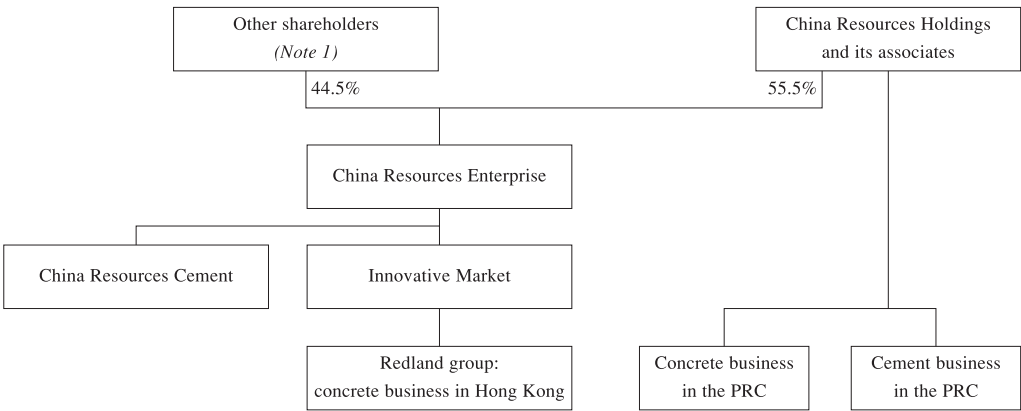 Other shareholders
(Note 1)
China Resources Holdings
and its associates
44.5%
55.5%
China Resources Enterprise
China Resources Cement
Innovative Market
Redland group:
concrete business in Hong Kong
Concrete business
in the PRC
Cement business
in the PRC